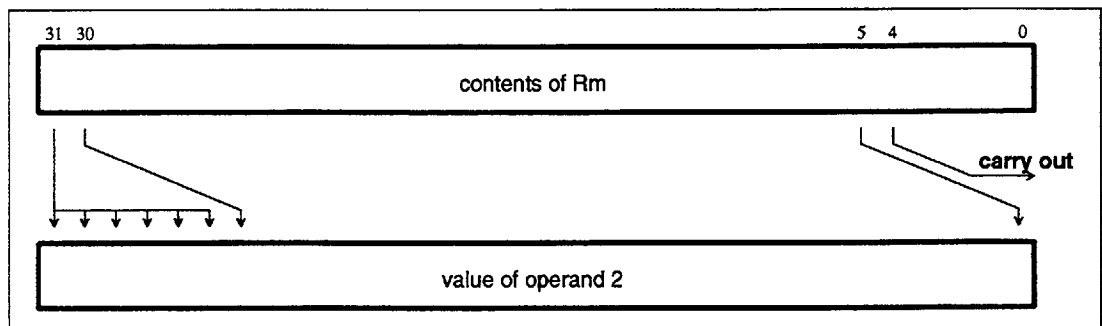 31 30 5 4 0
contents of Rm
carry out
value of operand 2